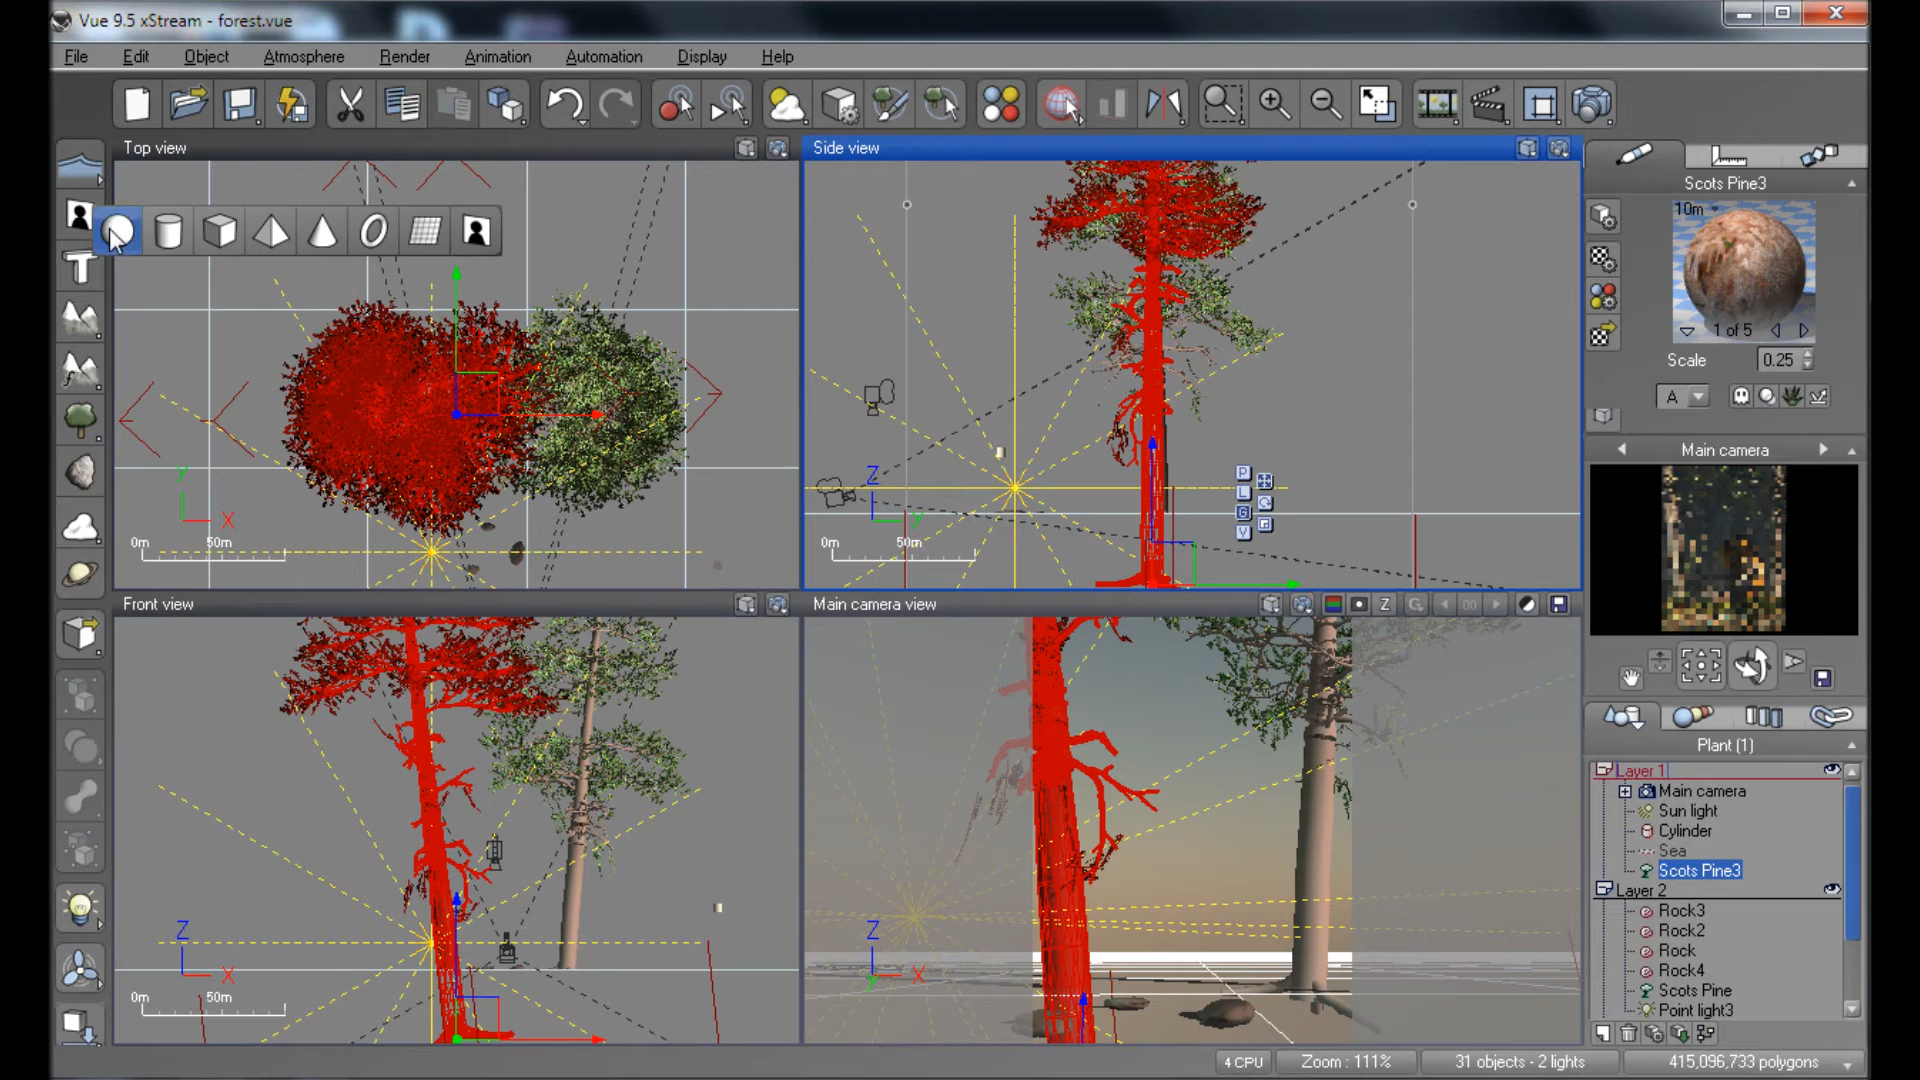 Vue 9.5 xStream - forest.vue
File Edit Object Atmosphere Render Animation Automation Display Help
Top view
Side view
Scots Pine3
10m
1 of 5
Scale 0.25
A
Main camera
P
L
G
V
Y
X
0m 50m
Z
Y
0m 50m
Front view
Main camera view
Z
G
00
Plant (1)
Layer 1
Main camera
Sun light
Cylinder
Sea
Scots Pine3
Layer 2
Rock3
Rock2
Rock
Rock4
Scots Pine
Point light3
Z
X
0m 50m
Z
X
Y
4 CPU
Zoom : 111%
31 objects - 2 lights
415,096,733 polygons